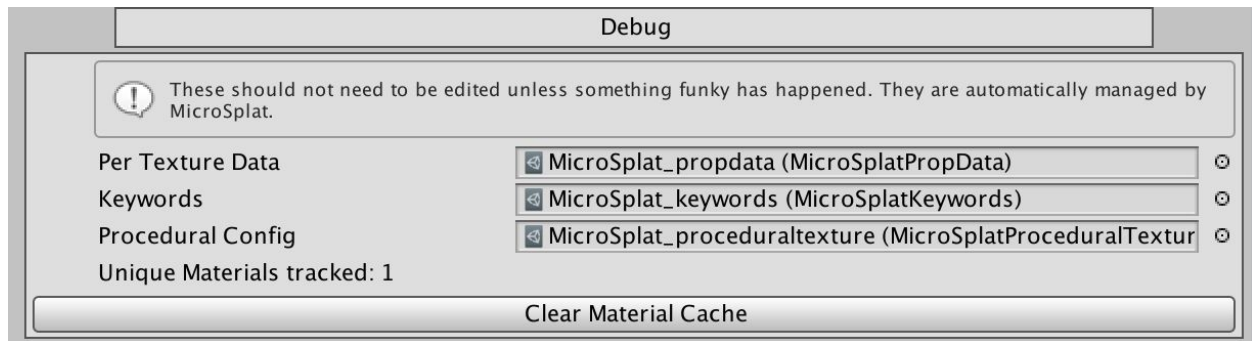 Debug
These should not need to be edited unless something funky has happened. They are automatically managed by
MicroSplat.
Per Texture Data MicroSplat_propdata (MicroSplatPropData)
Keywords MicroSplat_keywords (MicroSplatKeywords)
Procedural Config MicroSplat_proceduraltexture (MicroSplatProceduralTextur
Unique Materials tracked: 1
Clear Material Cache